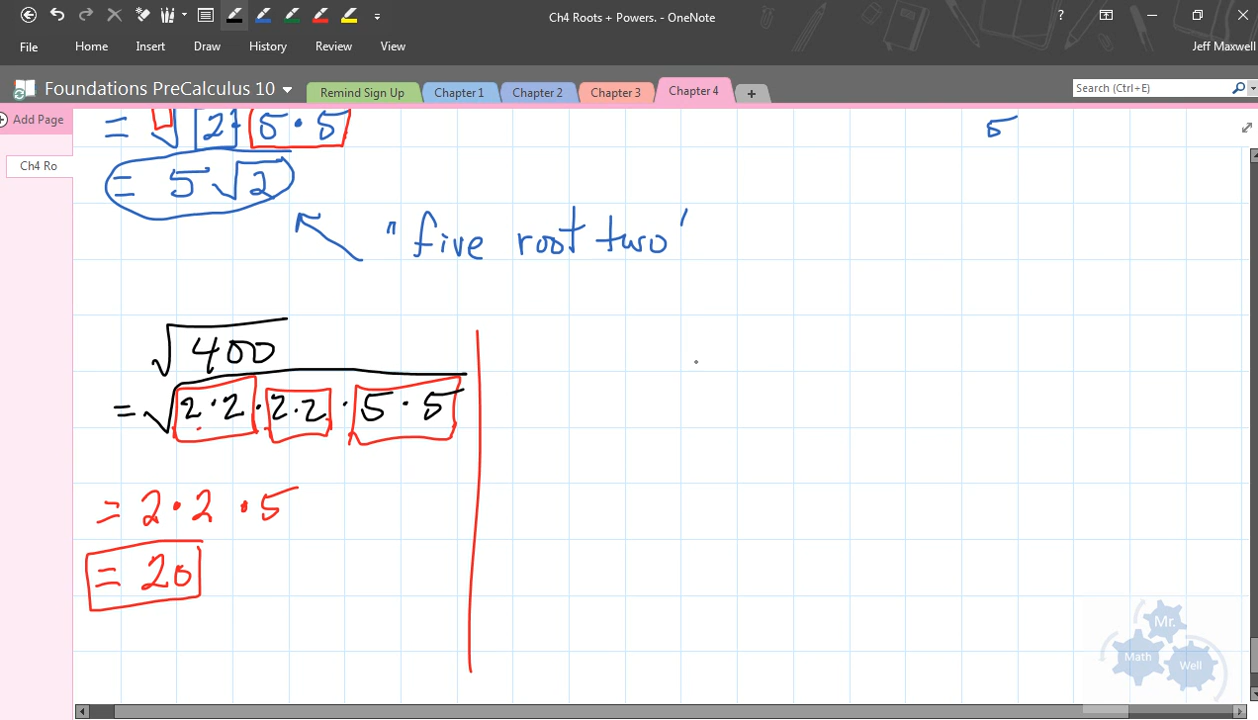 Ch4 Roots + Powers. - OneNote
?
File Home Insert Draw History Review View
Jeff Maxwell
Foundations PreCalculus 10 Remind Sign Up Chapter 1 Chapter 2 Chapter 3 Chapter 4 +
Search (Ctrl+E)
Add Page
Ch4 Ro
= √2·5·5
5
= 5√2
"five root two'
√400
= √2·2·2·2·5·5
= 2·2·5
= 20
Mr.
Math
Well